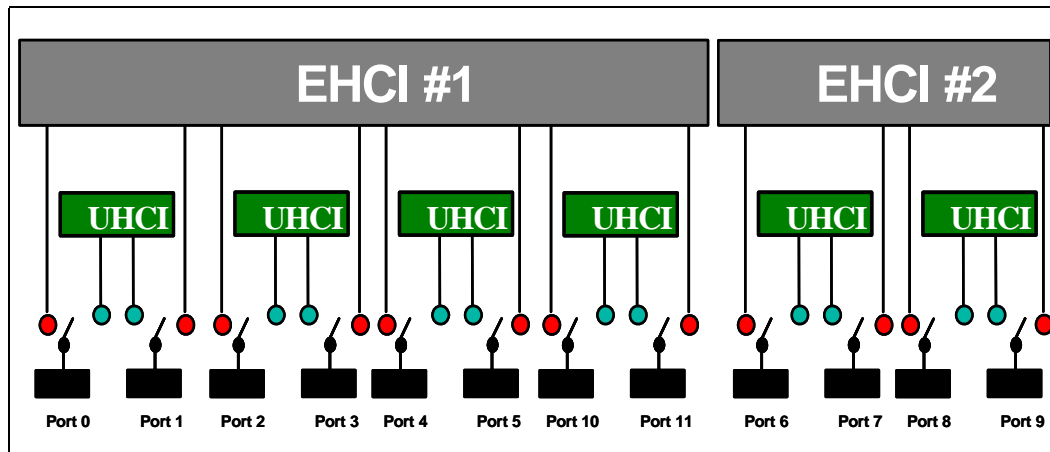 EHCI #1
EHCI #2
UHCI
UHCI
UHCI
UHCI
UHCI
UHCI
Port 0
Port 1
Port 2
Port 3
Port 4
Port 5
Port 10
Port 11
Port 6
Port 7
Port 8
Port 9